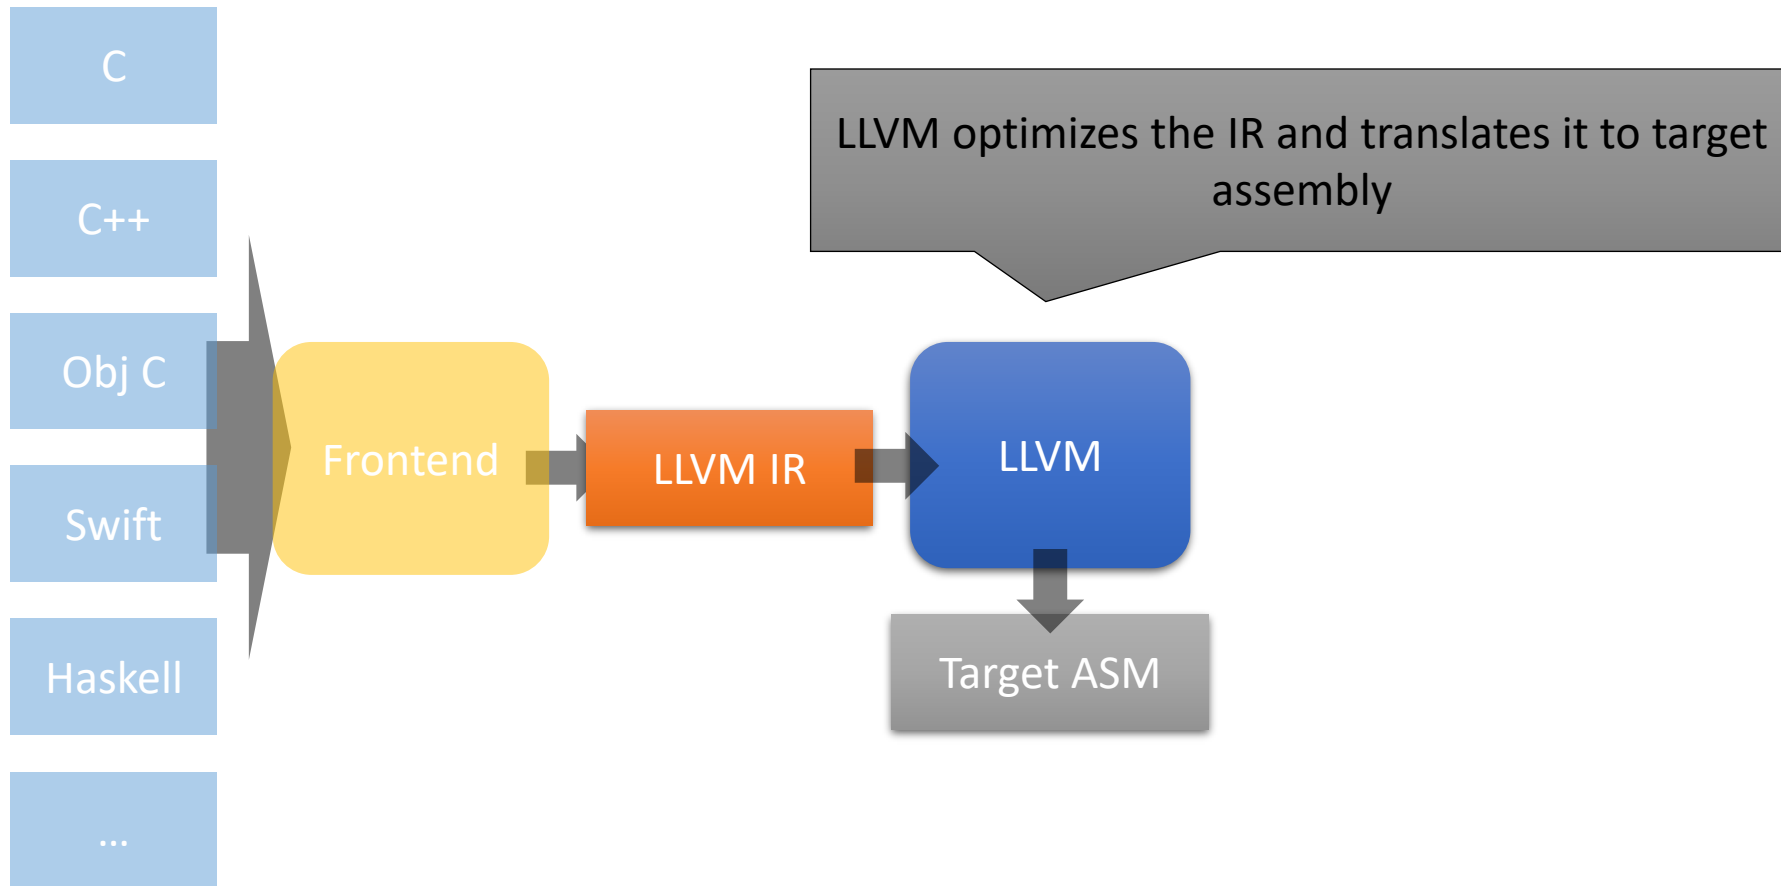 C
C++
Obj C
Swift
Haskell
...
Frontend
LLVM IR
LLVM optimizes the IR and translates it to target
assembly
LLVM
Target ASM